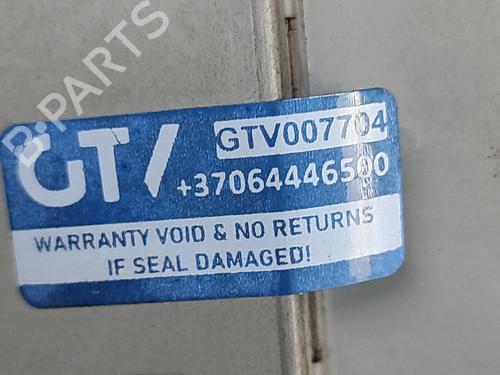 B-PARTS
GTV
GTV007704
+37064446500
WARRANTY VOID & NO RETURNS
IF SEAL DAMAGED!